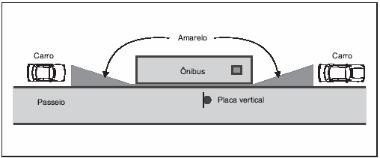 Amarelo
Carro
Carro
Ônibus
Passeio
Placa vertical